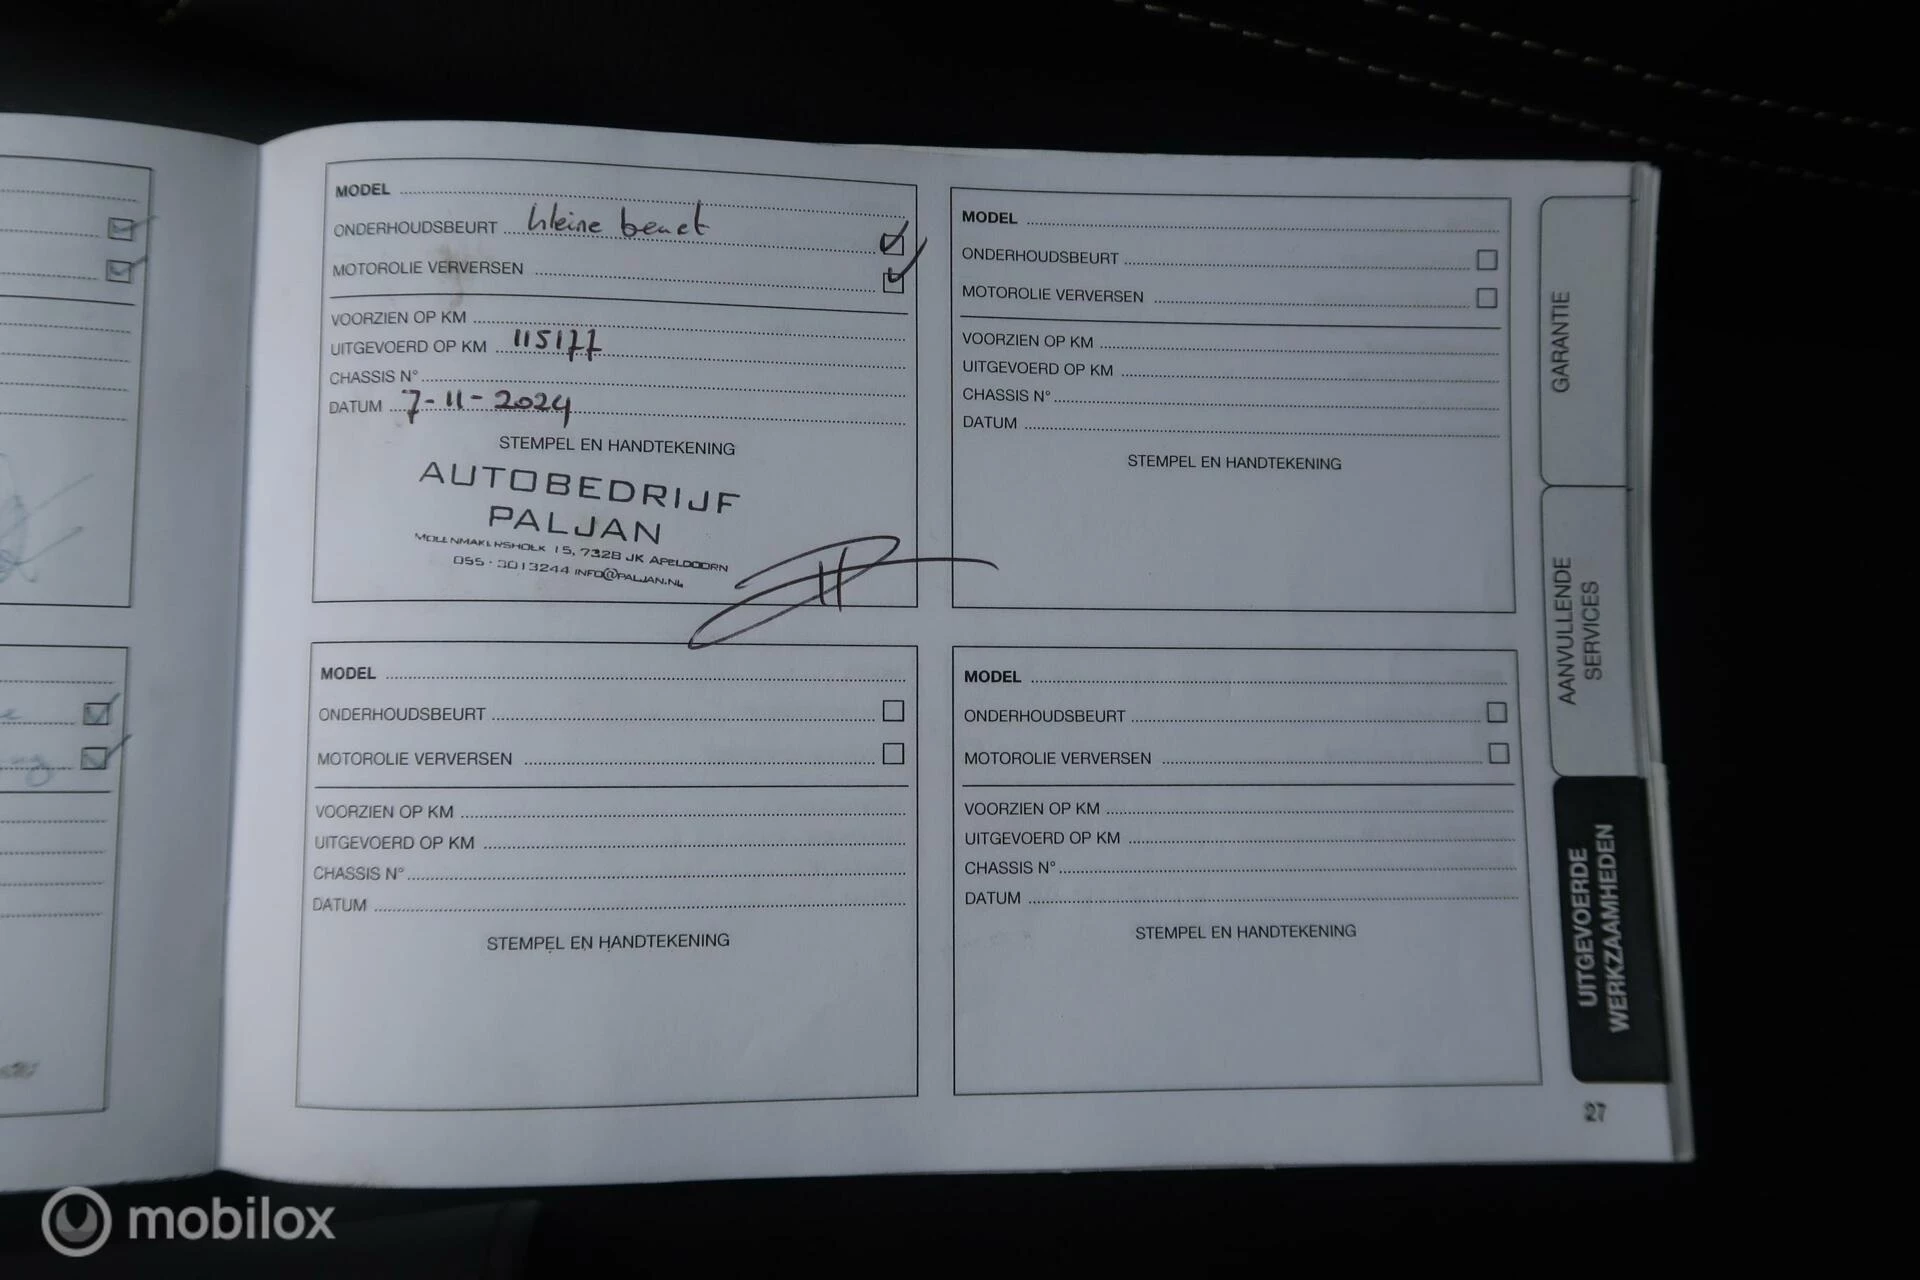 MODEL
ONDERHOUDSBEURT kleine beurt
MOTOROLIE VERVERSEN
VOORZIEN OP KM
UITGEVOERD OP KM 115177
CHASSIS N°
DATUM 7-11-2024
STEMPEL EN HANDTEKENING
AUTOBEDRIJF
PALJAN
MOLENMAKERSHOEK 15, 7328 JK APELDOORN
055 - 3013244 INFO@PALJAN.NL
MODEL
ONDERHOUDSBEURT
MOTOROLIE VERVERSEN
VOORZIEN OP KM
UITGEVOERD OP KM
CHASSIS N°
DATUM
STEMPEL EN HANDTEKENING
MODEL
ONDERHOUDSBEURT
MOTOROLIE VERVERSEN
VOORZIEN OP KM
UITGEVOERD OP KM
CHASSIS N°
DATUM
STEMPEL EN HANDTEKENING
MODEL
ONDERHOUDSBEURT
MOTOROLIE VERVERSEN
VOORZIEN OP KM
UITGEVOERD OP KM
CHASSIS N°
DATUM
STEMPEL EN HANDTEKENING
GARANTIE
AANVULLENDE
SERVICES
UITGEVOERDE
WERKZAAMHEDEN
27
mobilox